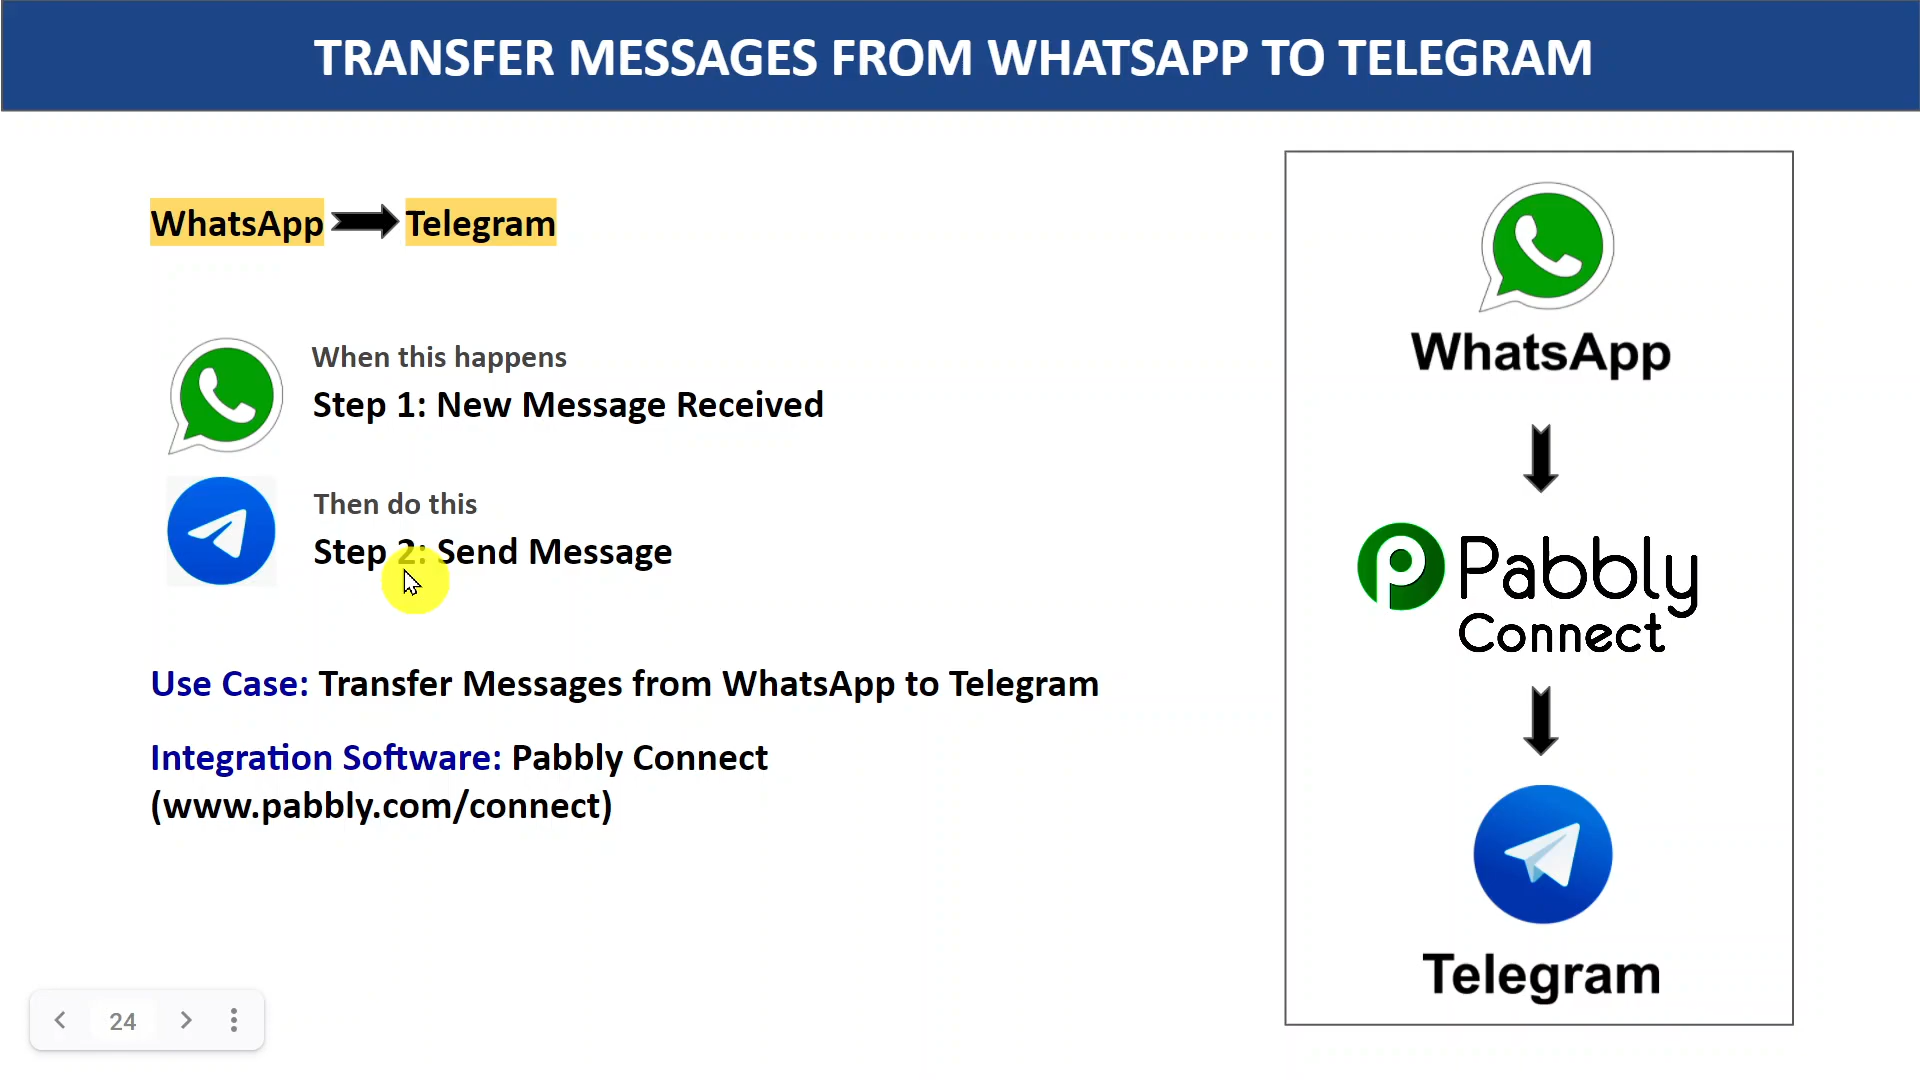 TRANSFER MESSAGES FROM WHATSAPP TO TELEGRAM
WhatsApp Telegram
When this happens
Step 1: New Message Received
Then do this
Step 2: Send Message
Use Case: Transfer Messages from WhatsApp to Telegram
Integration Software: Pabbly Connect
(www.pabbly.com/connect)
WhatsApp
Pabbly
Connect
Telegram
24